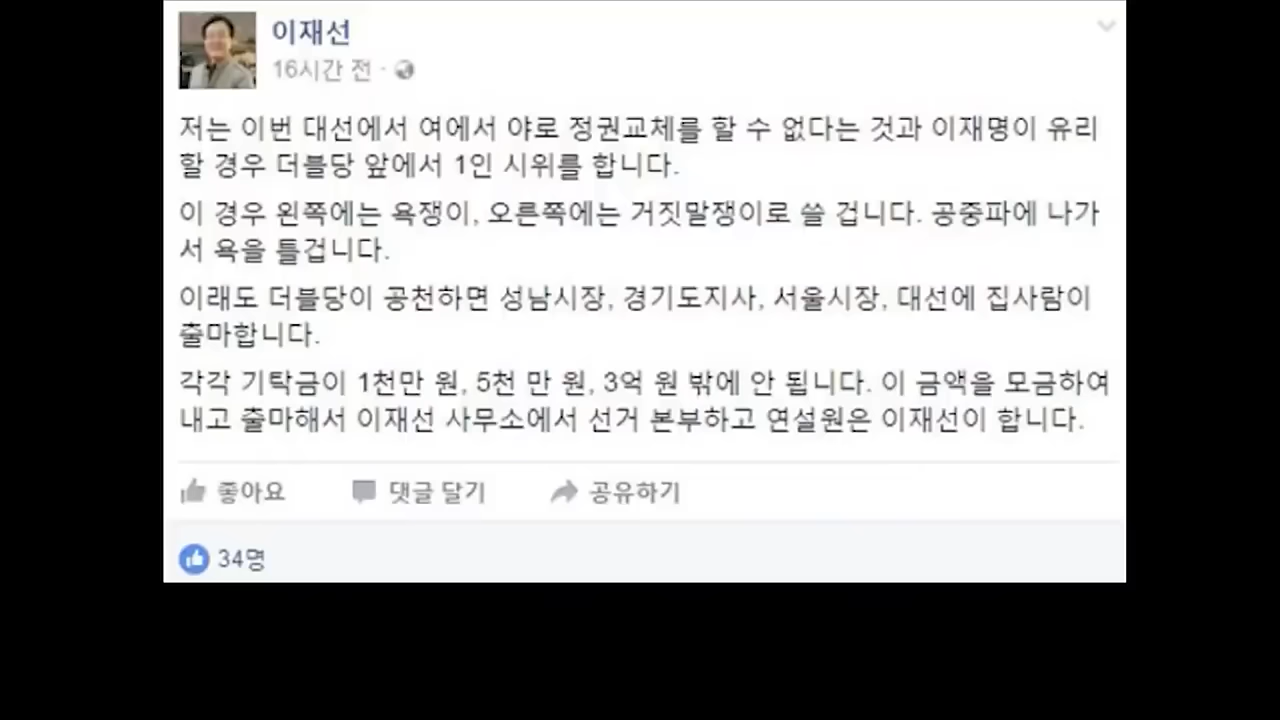 이재선
16시간 전 ·
저는 이번 대선에서 여에서 야로 정권교체를 할 수 없다는 것과 이재명이 유리
할 경우 더블당 앞에서 1인 시위를 합니다.
이 경우 왼쪽에는 욕쟁이, 오른쪽에는 거짓말쟁이로 쓸 겁니다. 공중파에 나가
서 욕을 틀겁니다.
이래도 더블당이 공천하면 성남시장, 경기도지사, 서울시장, 대선에 집사람이
출마합니다.
각각 기탁금이 1천만 원, 5천 만 원, 3억 원 밖에 안 됩니다. 이 금액을 모금하여
내고 출마해서 이재선 사무소에서 선거 본부하고 연설원은 이재선이 합니다.
좋아요 댓글 달기 공유하기
34명